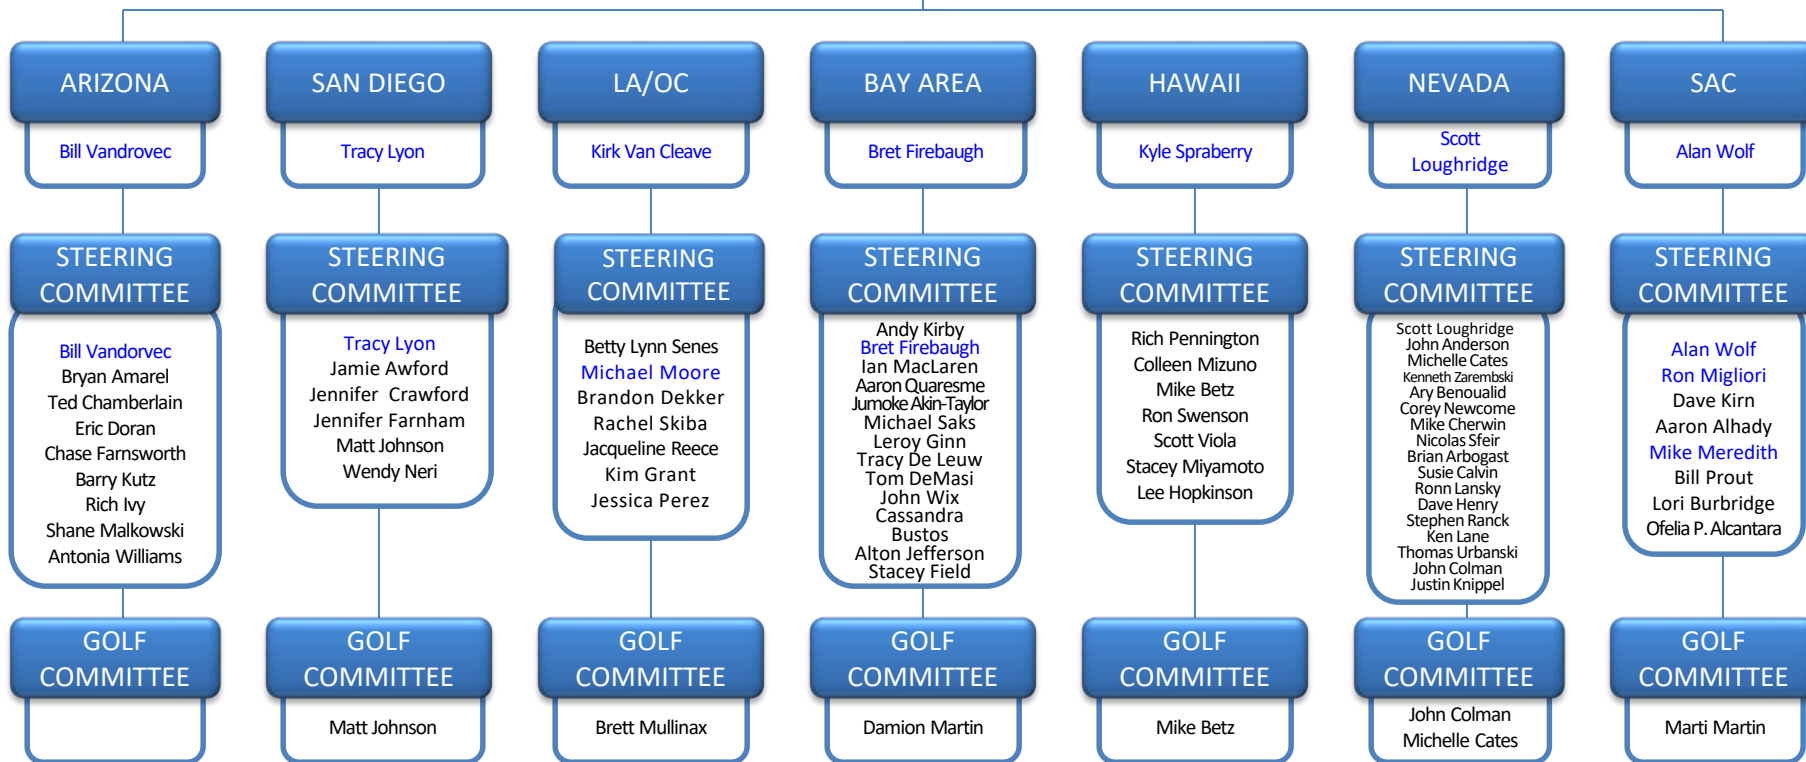 ARIZONA
Bill Vandrovec
STEERING
COMMITTEE
Bill Vandorvec
Bryan Amarel
Ted Chamberlain
Eric Doran
Chase Farnsworth
Barry Kutz
Rich Ivy
Shane Malkowski
Antonia Williams
GOLF
COMMITTEE
SAN DIEGO
Tracy Lyon
STEERING
COMMITTEE
Tracy Lyon
Jamie Awford
Jennifer Crawford
Jennifer Farnham
Matt Johnson
Wendy Neri
GOLF
COMMITTEE
Matt Johnson
LA/OC
Kirk Van Cleave
STEERING
COMMITTEE
Betty Lynn Senes
Michael Moore
Brandon Dekker
Rachel Skiba
Jacqueline Reece
Kim Grant
Jessica Perez
GOLF
COMMITTEE
Brett Mullinax
BAY AREA
Bret Firebaugh
STEERING
COMMITTEE
Andy Kirby
Bret Firebaugh
Ian MacLaren
Aaron Quaresme
Jumoke Akin-Taylor
Michael Saks
Leroy Ginn
Tracy De Leuw
Tom DeMasi
John Wix
Cassandra
Bustos
Alton Jefferson
Stacey Field
GOLF
COMMITTEE
Damion Martin
HAWAII
Kyle Spraberry
STEERING
COMMITTEE
Rich Pennington
Colleen Mizuno
Mike Betz
Ron Swenson
Scott Viola
Stacey Miyamoto
Lee Hopkinson
GOLF
COMMITTEE
Mike Betz
NEVADA
Scott
Loughridge
STEERING
COMMITTEE
Scott Loughridge
John Anderson
Michelle Cates
Kenneth Zarembski
Ary Benoualid
Corey Newcome
Mike Cherwin
Nicolas Sfeir
Brian Arbogast
Susie Calvin
Ronn Lansky
Dave Henry
Stephen Ranck
Ken Lane
Thomas Urbanski
John Colman
Justin Knippel
GOLF
COMMITTEE
John Colman
Michelle Cates
SAC
Alan Wolf
STEERING
COMMITTEE
Alan Wolf
Ron Migliori
Dave Kirn
Aaron Alhady
Mike Meredith
Bill Prout
Lori Burbridge
Ofelia P. Alcantara
GOLF
COMMITTEE
Marti Martin